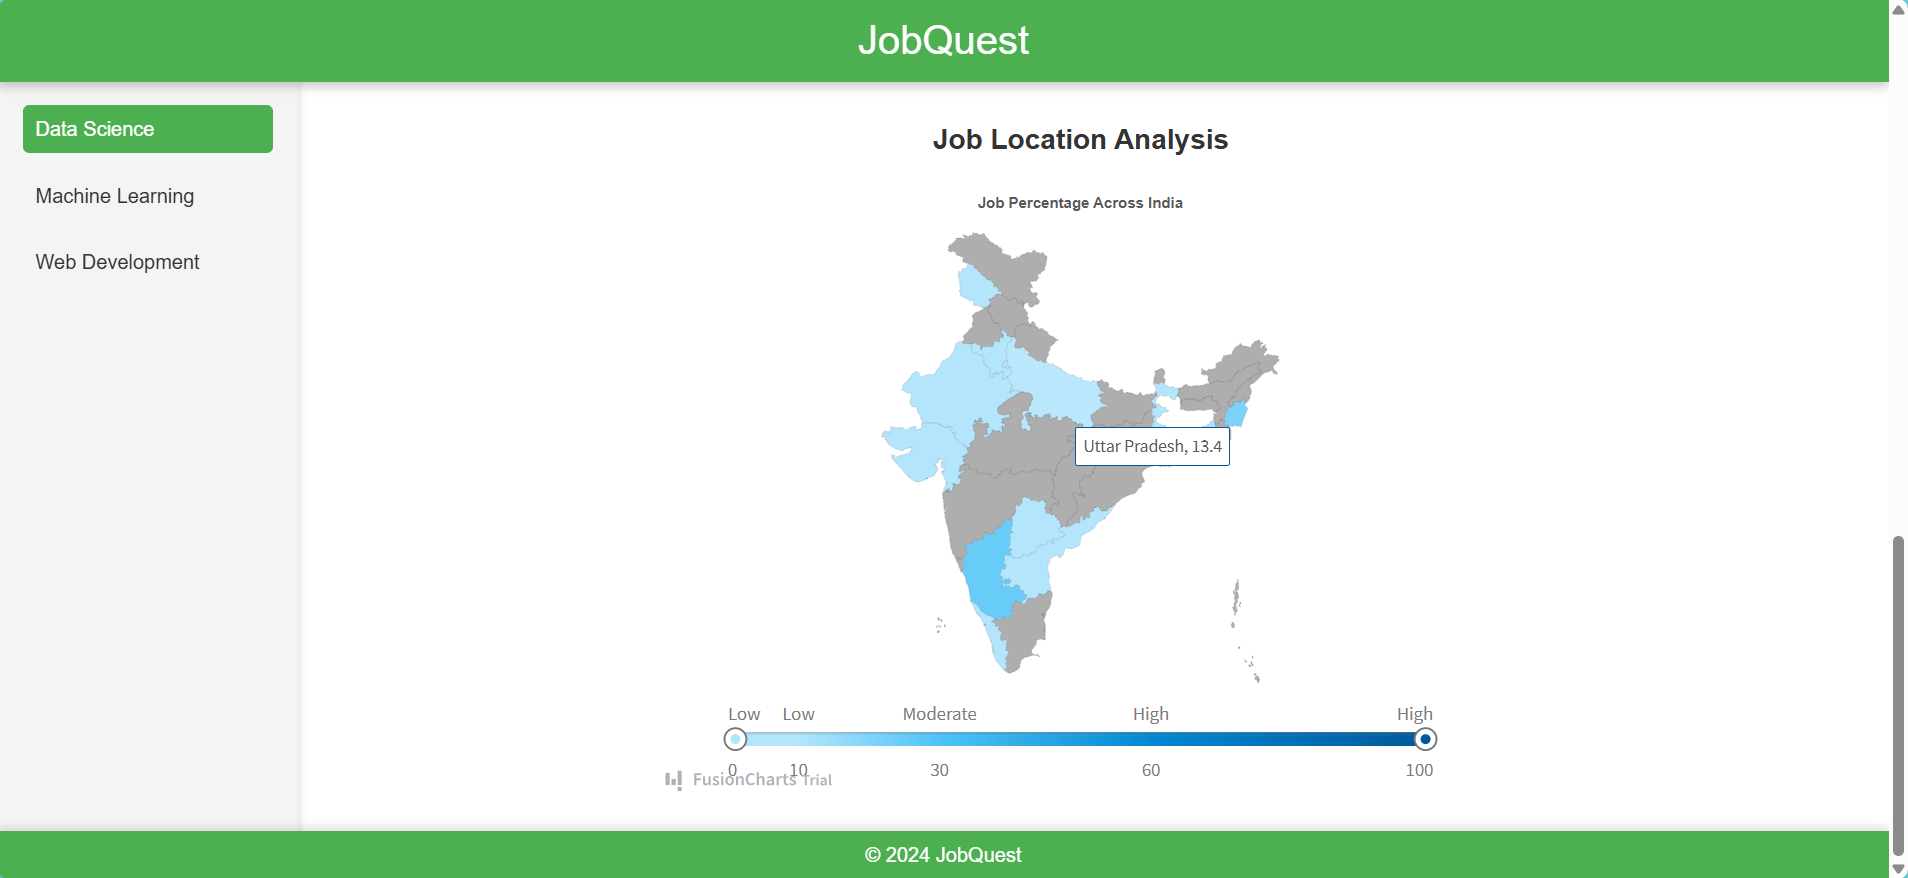 JobQuest
Data Science
Machine Learning
Web Development
Job Location Analysis
Job Percentage Across India
Uttar Pradesh, 13.4
Low Low Moderate High High
0 10 30 60 100
FusionCharts Trial
© 2024 JobQuest